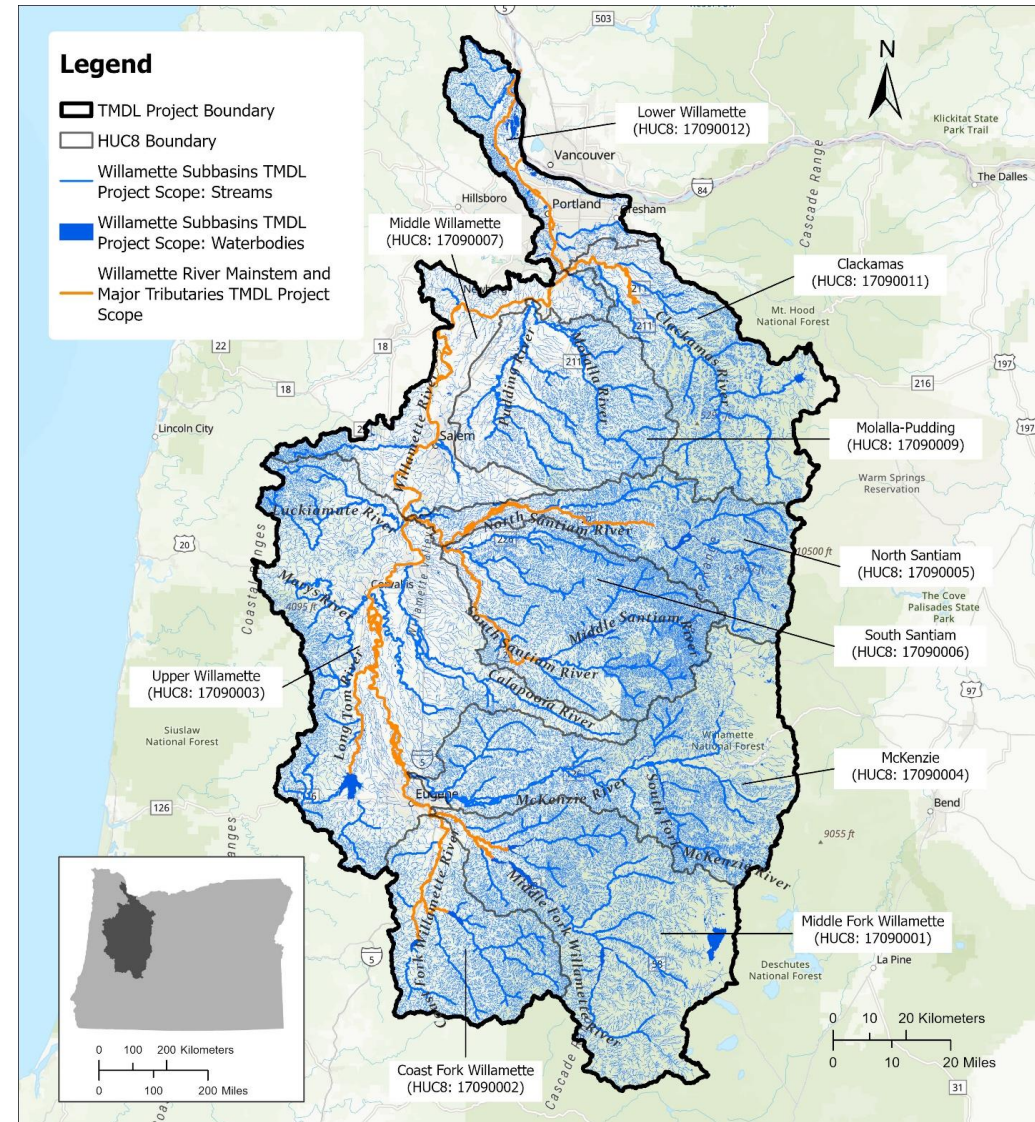 Legend
TMDL Project Boundary
HUC8 Boundary
Willamette Subbasins TMDL
Project Scope: Streams
Willamette Subbasins TMDL
Project Scope: Waterbodies
Willamette River Mainstem and
Major Tributaries TMDL Project
Scope
N
5
503
Lower Willamette
(HUC8: 17090012)
Klickitat State
Park Trail
Vancouver
Cascade Range
The Dalles
84
Hillsboro
Portland
Middle Willamette
(HUC8: 17090007)
Clackamas
(HUC8: 17090011)
Mt. Hood
National Forest
211
Clackamas River
211
211
Molalla River
Pudding River
18
22
18
216
197
Lincoln City
Willamette River
Salem
Molalla-Pudding
(HUC8: 17090009)
197
Warm Springs
Reservation
Luckiamute River
North Santiam River
226
20
Coastal Ranges
10500 ft
North Santiam
(HUC8: 17090005)
The Cove
Palisades State
Park
Marys River
4095 ft
Corvallis
Middle Santiam River
South Santiam River
South Santiam
(HUC8: 17090006)
Upper Willamette
(HUC8: 17090003)
Long Tom River
Calapooia River
97
Siuslaw
National Forest
Willamette
National Forest
5
McKenzie
(HUC8: 17090004)
126
Eugene
McKenzie River
South Fork McKenzie River
Bend
9055 ft
Coast Fork Willamette River
Middle Fork Willamette River
Middle Fork Willamette
(HUC8: 17090001)
58
Deschutes
National Forest
La Pine
5
0 10 20 Kilometers
0 10 20 Miles
0 100 200 Kilometers
0 100 200 Miles
Coast Fork Willamette
(HUC8: 17090002)
Cascade
31